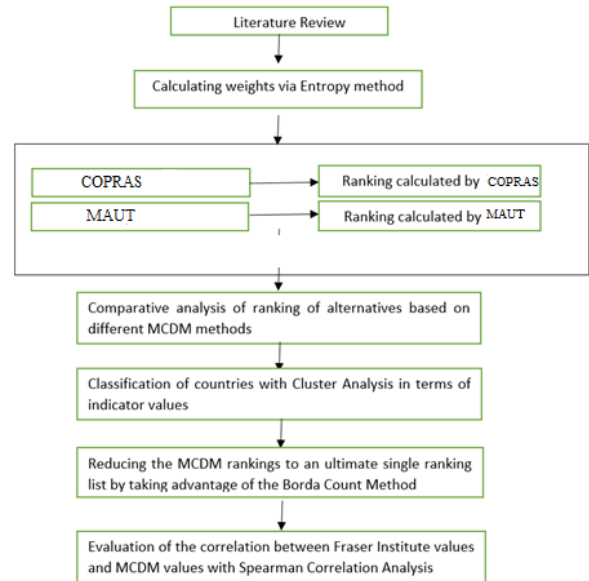 Literature Review
Calculating weights via Entropy method
COPRAS
Ranking calculated by COPRAS
MAUT
Ranking calculated by MAUT
Comparative analysis of ranking of alternatives based on
different MCDM methods
Classification of countries with Cluster Analysis in terms of
indicator values
Reducing the MCDM rankings to an ultimate single ranking
list by taking advantage of the Borda Count Method
Evaluation of the correlation between Fraser Institute values
and MCDM values with Spearman Correlation Analysis